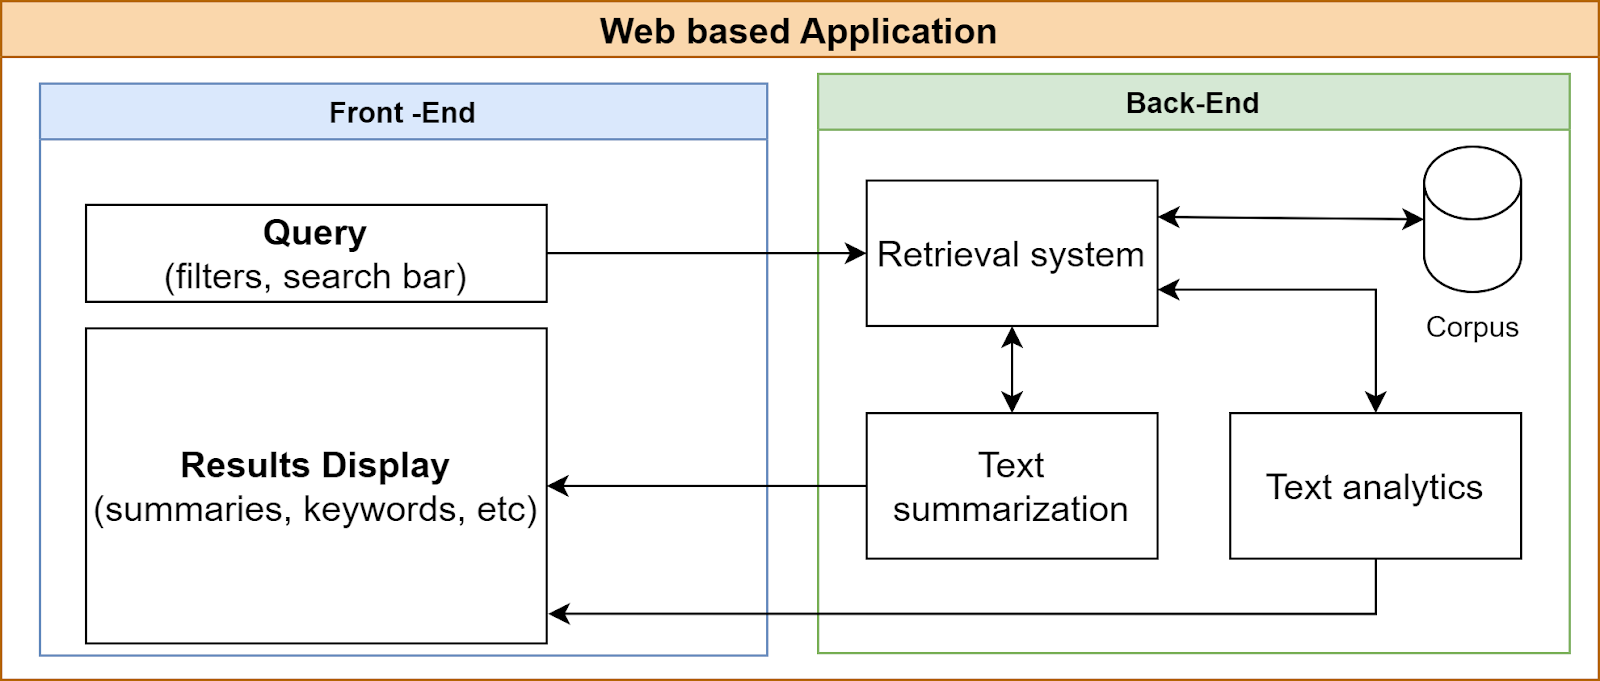 Web based Application
Front -End
Back-End
Query
(filters, search bar)
Retrieval system
Corpus
Results Display
(summaries, keywords, etc)
Text
summarization
Text analytics